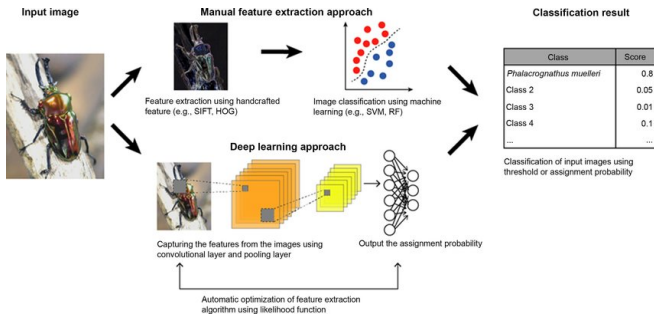 Input image
Manual feature extraction approach
Classification result
Feature extraction using handcrafted
feature (e.g., SIFT, HOG)
Image classification using machine
learning (e.g., SVM, RF)
Class Score
Phalacrognathus muelleri 0.8
Class 2 0.05
Class 3 0.01
Class 4 0.1
... ...
Classification of input images using
threshold or assignment probability
Deep learning approach
Capturing the features from the images using
convolutional layer and pooling layer
Output the assignment probability
Automatic optimization of feature extraction
algorithm using likelihood function